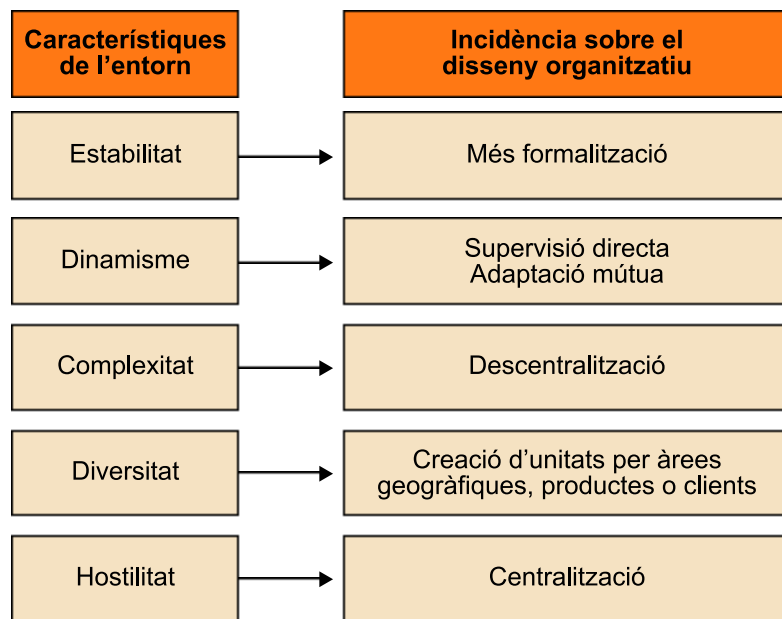 Característiques
de l'entorn
Incidència sobre el
disseny organitzatiu
Estabilitat
Més formalització
Dinamisme
Supervisió directa
Adaptació mútua
Complexitat
Descentralització
Diversitat
Creació d'unitats per àrees
geogràfiques, productes o clients
Hostilitat
Centralització